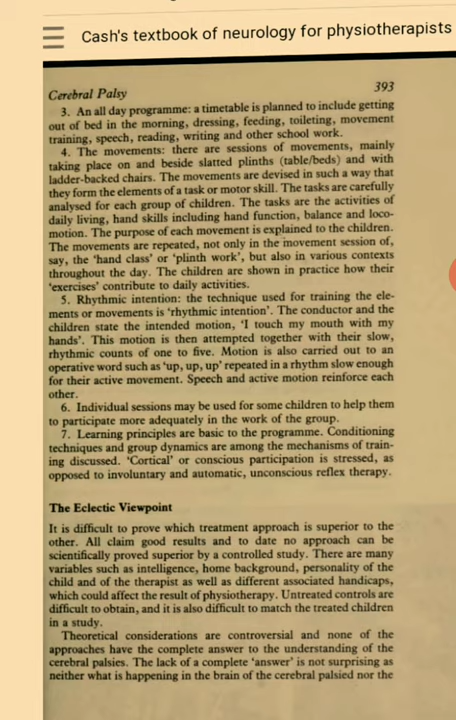 Cash's textbook of neurology for physiotherapists
Cerebral Palsy 393
3. An all day programme: a timetable is planned to include getting
out of bed in the morning, dressing, feeding, toileting, movement
training, speech, reading, writing and other school work.
4. The movements: there are sessions of movements, mainly
taking place on and beside slatted plinths (table/beds) and with
ladder-backed chairs. The movements are devised in such a way that
they form the elements of a task or motor skill. The tasks are carefully
analysed for each group of children. The tasks are the activities of
daily living, hand skills including hand function, balance and loco-
motion. The purpose of each movement is explained to the children.
The movements are repeated, not only in the movement session of,
say, the 'hand class' or 'plinth work', but also in various contexts
throughout the day. The children are shown in practice how their
'exercises' contribute to daily activities.
5. Rhythmic intention: the technique used for training the ele-
ments or movements is 'rhythmic intention'. The conductor and the
children state the intended motion, 'I touch my mouth with my
hands'. This motion is then attempted together with their slow,
rhythmic counts of one to five. Motion is also carried out to an
operative word such as 'up, up, up' repeated in a rhythm slow enough
for their active movement. Speech and active motion reinforce each
other.
6. Individual sessions may be used for some children to help them
to participate more adequately in the work of the group.
7. Learning principles are basic to the programme. Conditioning
techniques and group dynamics are among the mechanisms of train-
ing discussed. 'Cortical' or conscious participation is stressed, as
opposed to involuntary and automatic, unconscious reflex therapy.
The Eclectic Viewpoint
It is difficult to prove which treatment approach is superior to the
other. All claim good results and to date no approach can be
scientifically proved superior by a controlled study. There are many
variables such as intelligence, home background, personality of the
child and of the therapist as well as different associated handicaps,
which could affect the result of physiotherapy. Untreated controls are
difficult to obtain, and it is also difficult to match the treated children
in a study.
Theoretical considerations are controversial and none of the
approaches have the complete answer to the understanding of the
cerebral palsies. The lack of a complete 'answer' is not surprising as
neither what is happening in the brain of the cerebral palsied nor the